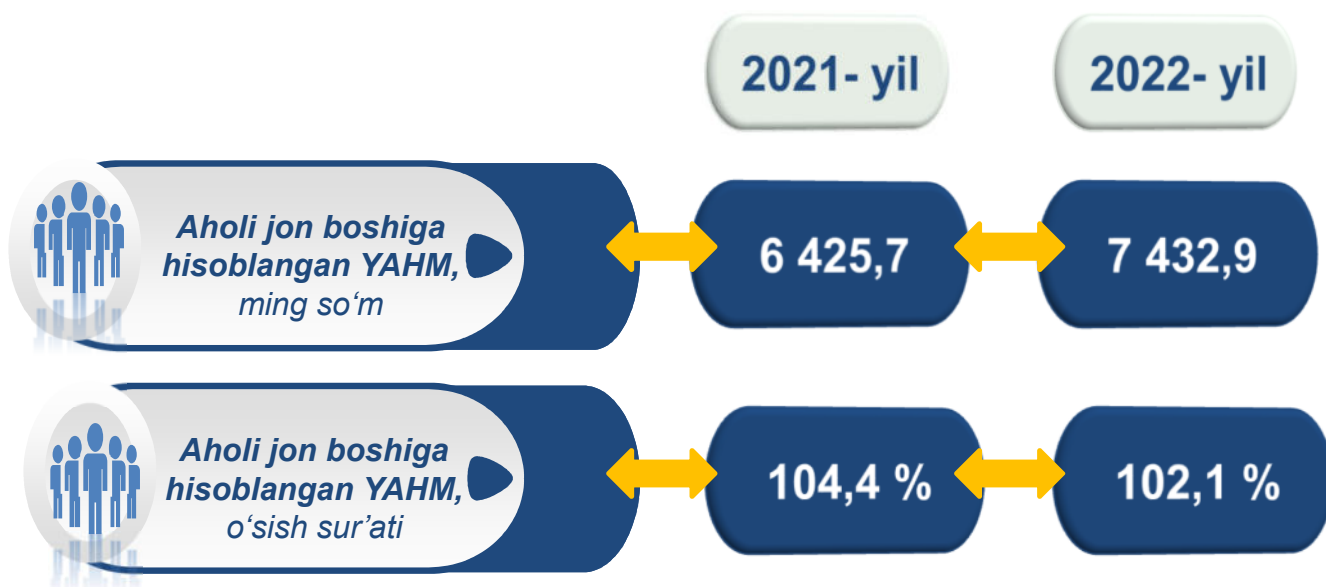 2021- yil
2022- yil
Aholi jon boshiga
hisoblangan YAHM,
ming so‘m
6 425,7
7 432,9
Aholi jon boshiga
hisoblangan YAHM,
o‘sish sur’ati
104,4 %
102,1 %